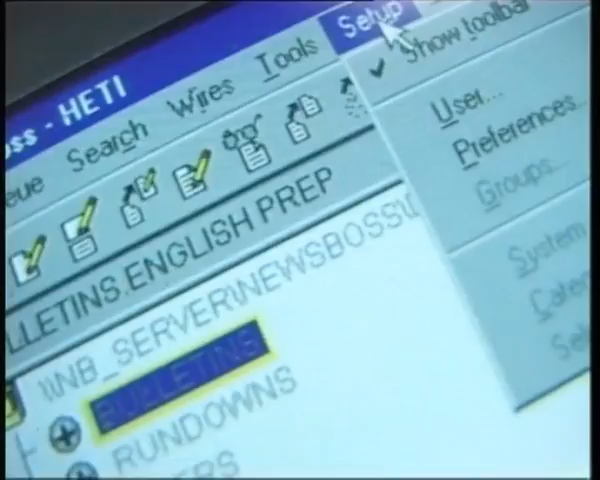 oss - HETI
eue Search Wires Tools Setup
Show toolbar
User...
Preferences...
Groups...
System
LLETINS.ENGLISH PREP
\\NB_SERVER\NEWSBOSS\
BULLETINS
RUNDOWNS
ERS